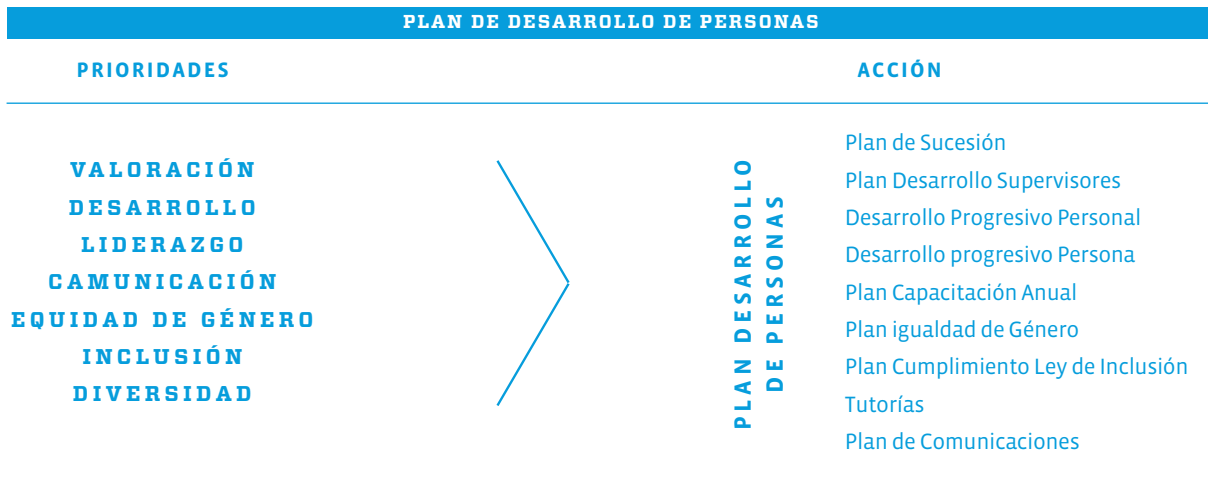 PLAN DE DESARROLLO DE PERSONAS
PRIORIDADES
ACCIÓN
VALORACIÓN
DESARROLLO
LIDERAZGO
CAMUNICACIÓN
EQUIDAD DE GÉNERO
INCLUSIÓN
DIVERSIDAD
PLAN DESARROLLO
DE PERSONAS
Plan de Sucesión
Plan Desarrollo Supervisores
Desarrollo Progresivo Personal
Desarrollo progresivo Persona
Plan Capacitación Anual
Plan igualdad de Género
Plan Cumplimiento Ley de Inclusión
Tutorías
Plan de Comunicaciones